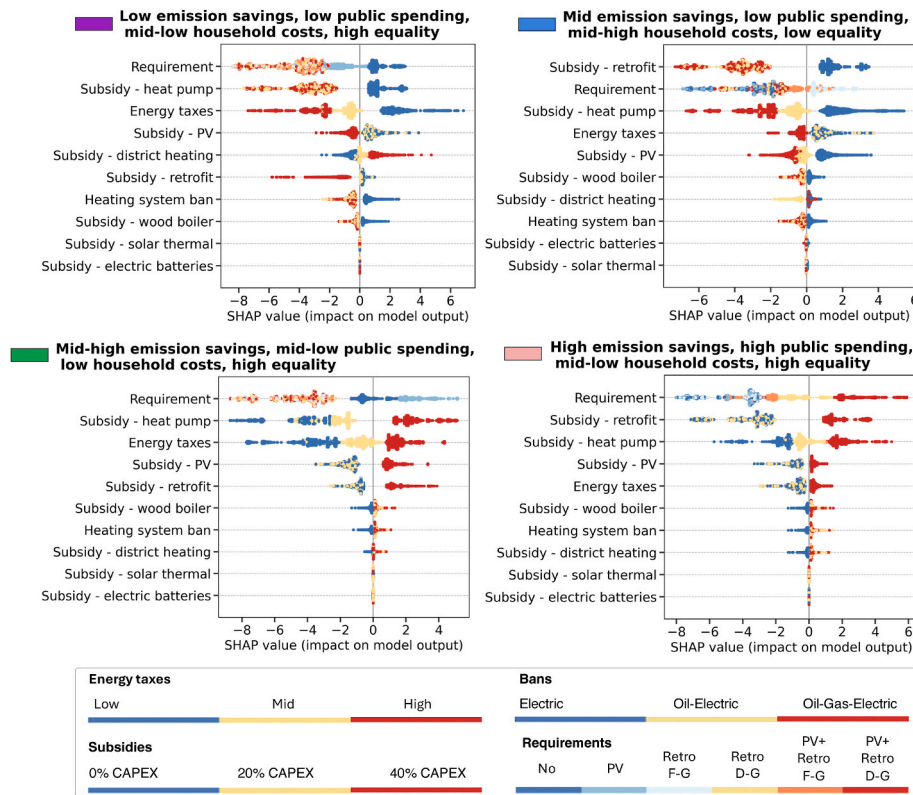 Low emission savings, low public spending,
mid-low household costs, high equality
Requirement
Subsidy - heat pump
Energy taxes
Subsidy - PV
Subsidy - district heating
Subsidy - retrofit
Heating system ban
Subsidy - wood boiler
Subsidy - solar thermal
Subsidy - electric batteries
−8 −6 −4 −2 0 2 4 6
SHAP value (impact on model output)
Mid emission savings, low public spending,
mid-high household costs, low equality
Subsidy - retrofit
Requirement
Subsidy - heat pump
Energy taxes
Subsidy - PV
Subsidy - wood boiler
Subsidy - district heating
Heating system ban
Subsidy - electric batteries
Subsidy - solar thermal
−6 −4 −2 0 2 4 6
SHAP value (impact on model output)
Mid-high emission savings, mid-low public spending,
low household costs, high equality
Requirement
Subsidy - heat pump
Energy taxes
Subsidy - PV
Subsidy - retrofit
Subsidy - wood boiler
Heating system ban
Subsidy - district heating
Subsidy - solar thermal
Subsidy - electric batteries
−8 −6 −4 −2 0 2 4
SHAP value (impact on model output)
High emission savings, high public spending,
mid-low household costs, high equality
Requirement
Subsidy - retrofit
Subsidy - heat pump
Subsidy - PV
Energy taxes
Subsidy - wood boiler
Heating system ban
Subsidy - district heating
Subsidy - solar thermal
Subsidy - electric batteries
−8 −6 −4 −2 0 2 4 6
SHAP value (impact on model output)
Energy taxes
Low Mid High
Subsidies
0% CAPEX 20% CAPEX 40% CAPEX
Bans
Electric Oil-Electric Oil-Gas-Electric
Requirements
No PV Retro F-G Retro D-G PV+ Retro F-G PV+ Retro D-G